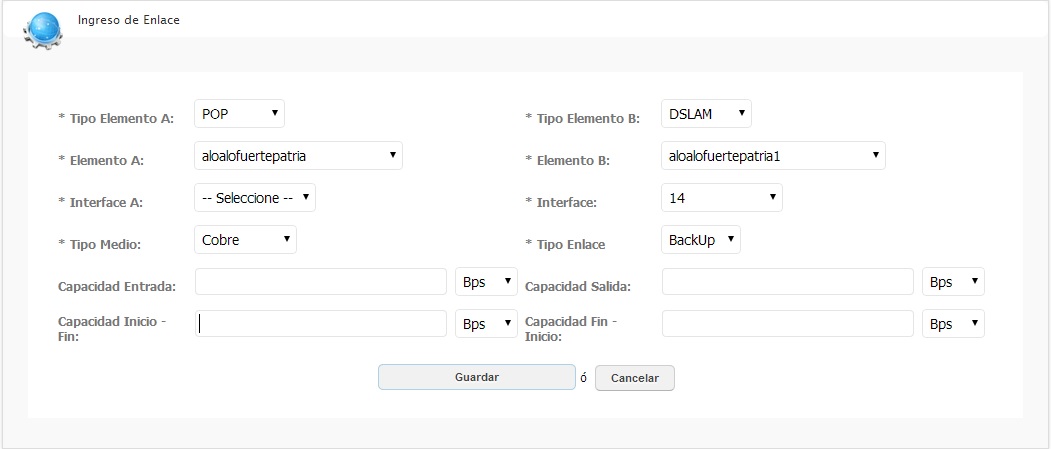 Ingreso de Enlace
* Tipo Elemento A: POP * Tipo Elemento B: DSLAM
* Elemento A: aloalofuertepatria * Elemento B: aloalofuertepatria1
* Interface A: -- Seleccione -- * Interface: 14
* Tipo Medio: Cobre * Tipo Enlace BackUp
Capacidad Entrada: Bps Capacidad Salida: Bps
Capacidad Inicio - Fin: Bps Capacidad Fin - Inicio: Bps
Guardar ó Cancelar